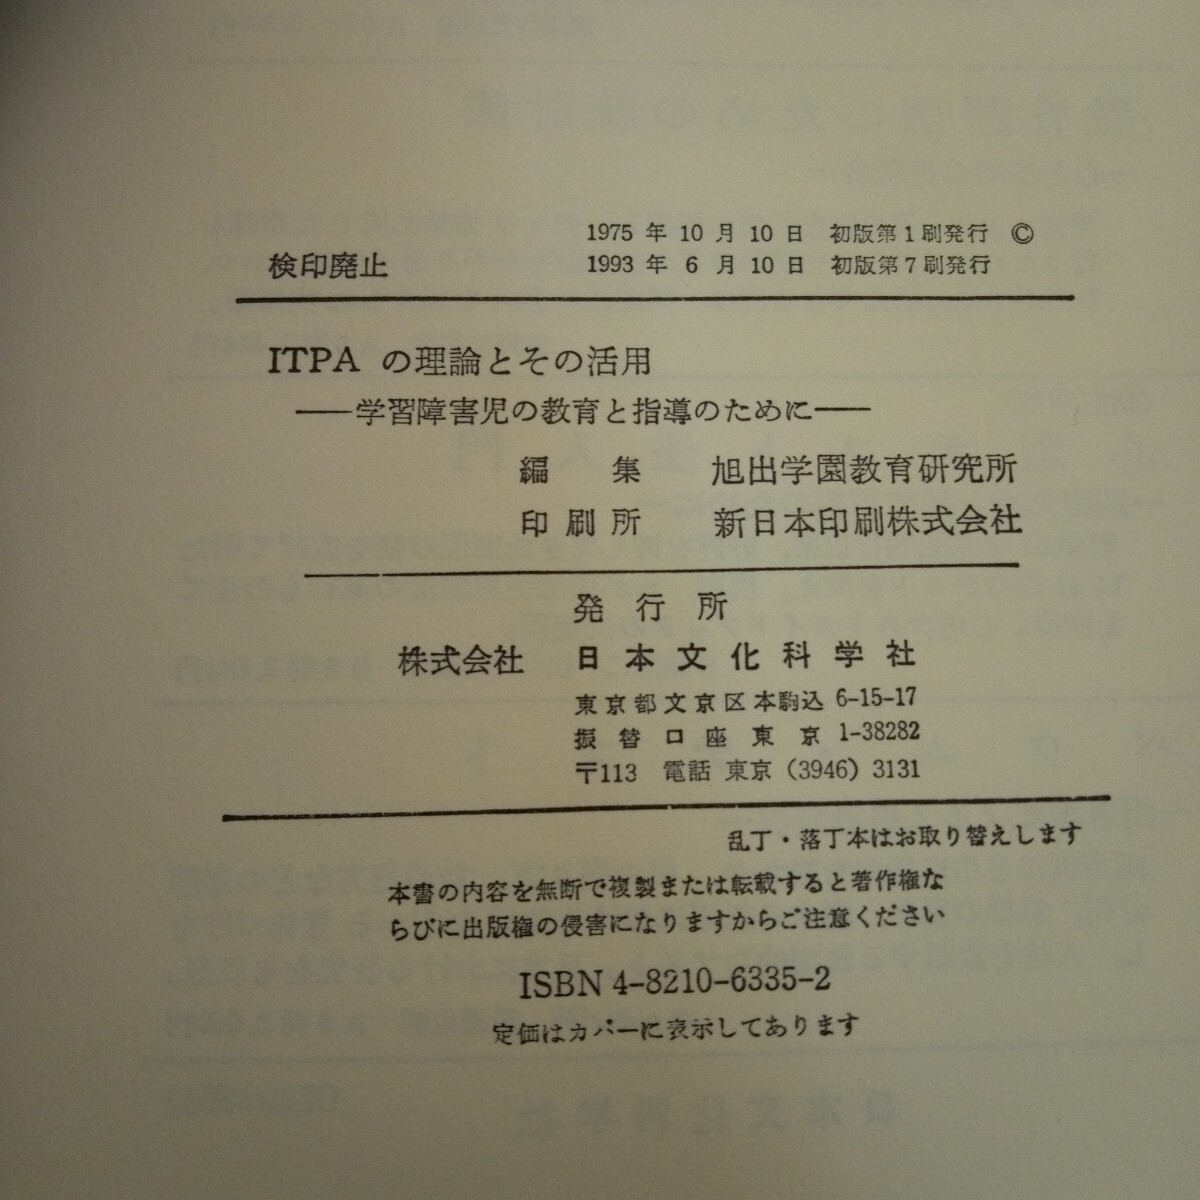 1975 年 10 月 10 日　初版第 1 刷発行 ©
検印廃止　1993 年 6 月 10 日　初版第 7 刷発行
ITPA の理論とその活用
――学習障害児の教育と指導のために――
編　集　旭出学園教育研究所
印刷所　新日本印刷株式会社
発行所
株式会社　日本文化科学社
東京都文京区本駒込 6-15-17
振替口座東京 1-38282
〒113　電話 東京 (3946) 3131
乱丁・落丁本はお取り替えします
本書の内容を無断で複製または転載すると著作権な
らびに出版権の侵害になりますからご注意ください
ISBN 4-8210-6335-2
定価はカバーに表示してあります